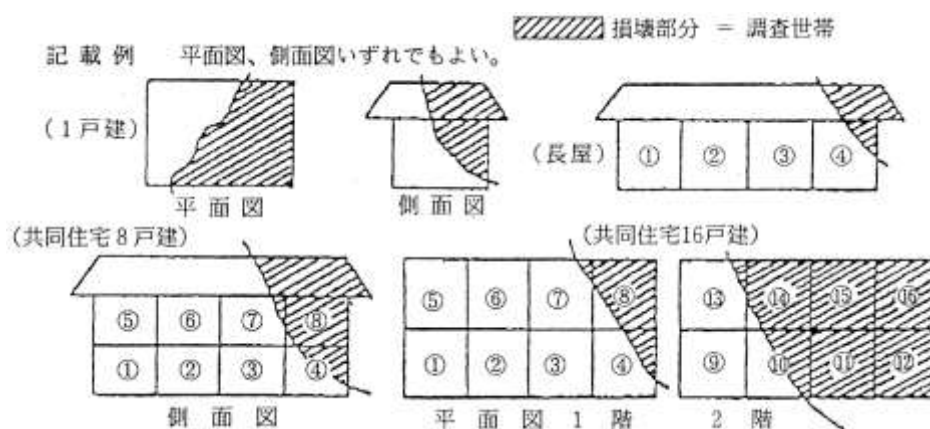 損壊部分 = 調査世帯
記載例 平面図、側面図いずれでもよい。
(1戸建)
平面図
側面図
(長屋)
① ② ③ ④
(共同住宅8戸建)
⑤ ⑥ ⑦ ⑧
① ② ③ ④
側面図
(共同住宅16戸建)
⑤ ⑥ ⑦ ⑧
① ② ③ ④
平面図1階
⑬ ⑭ ⑮ ⑯
⑨ ⑩ ⑪ ⑫
2階